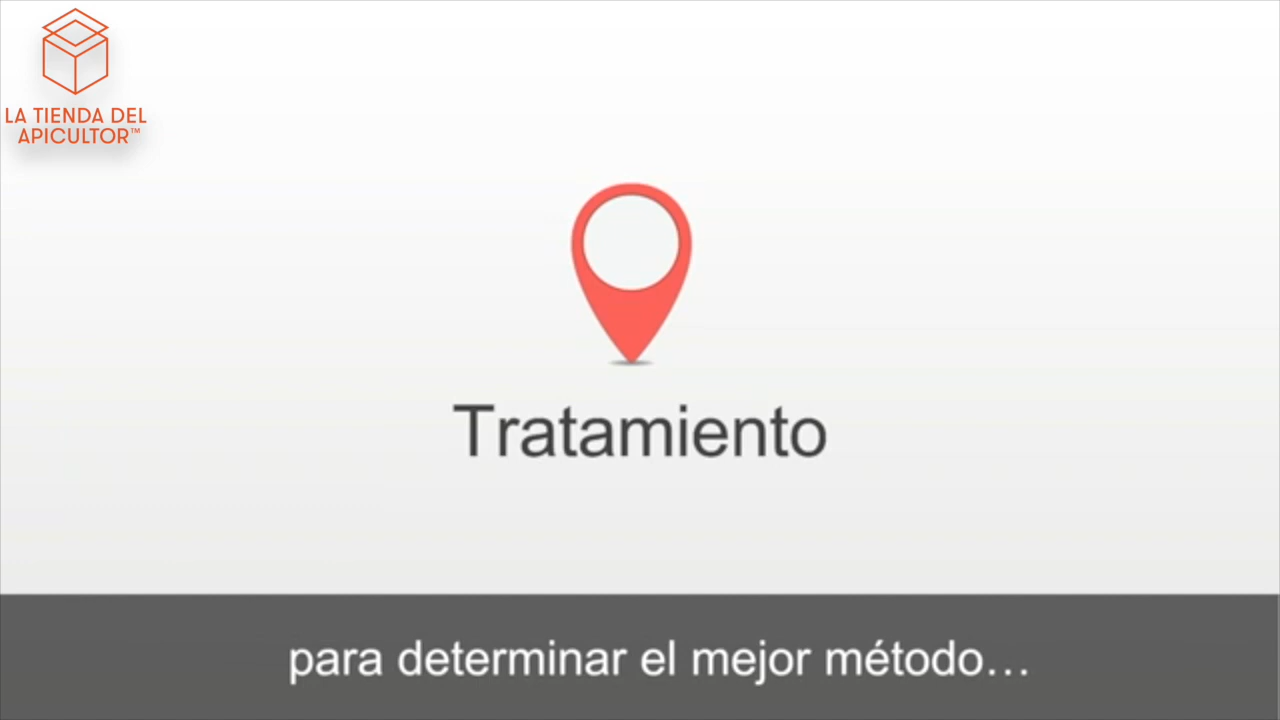 LA TIENDA DEL
APICULTOR™
Tratamiento
para determinar el mejor método...